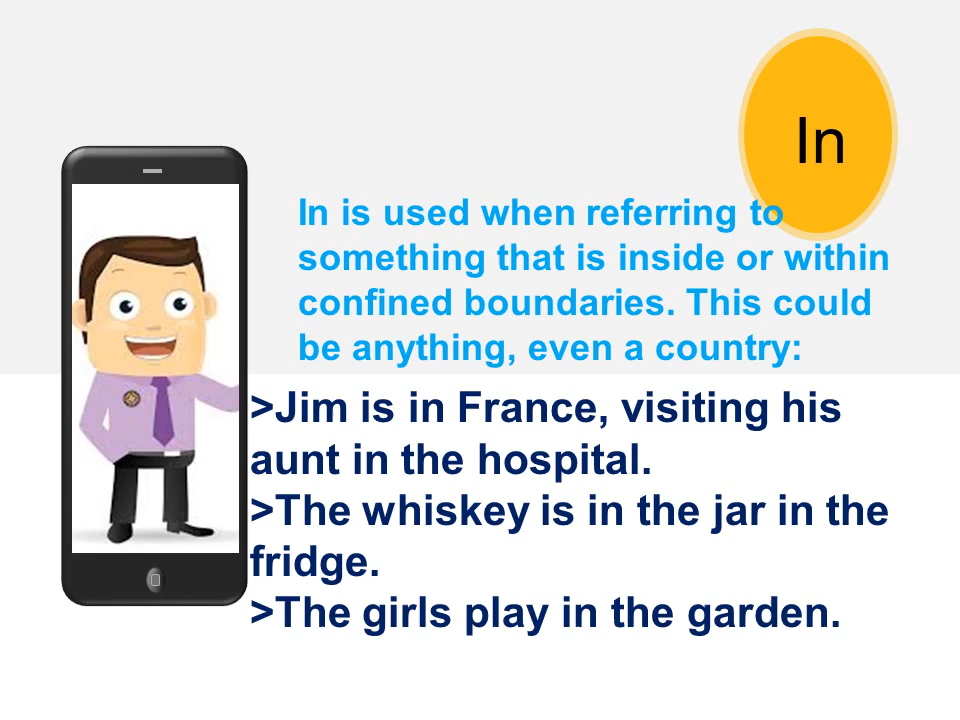 In
In is used when referring to
something that is inside or within
confined boundaries. This could
be anything, even a country:
>Jim is in France, visiting his
aunt in the hospital.
>The whiskey is in the jar in the
fridge.
>The girls play in the garden.